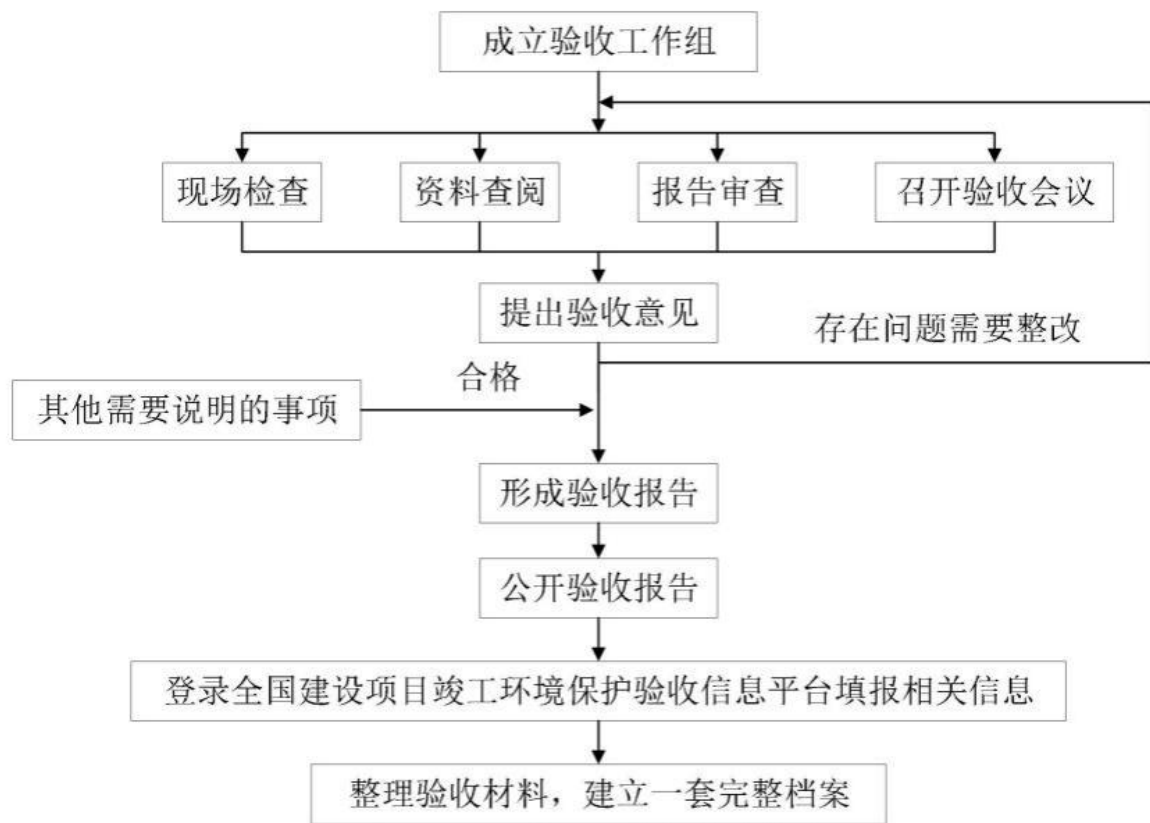 成立验收工作组
现场检查
资料查阅
报告审查
召开验收会议
提出验收意见
存在问题需要整改
合格
其他需要说明的事项
形成验收报告
公开验收报告
登录全国建设项目竣工环境保护验收信息平台填报相关信息
整理验收材料，建立一套完整档案